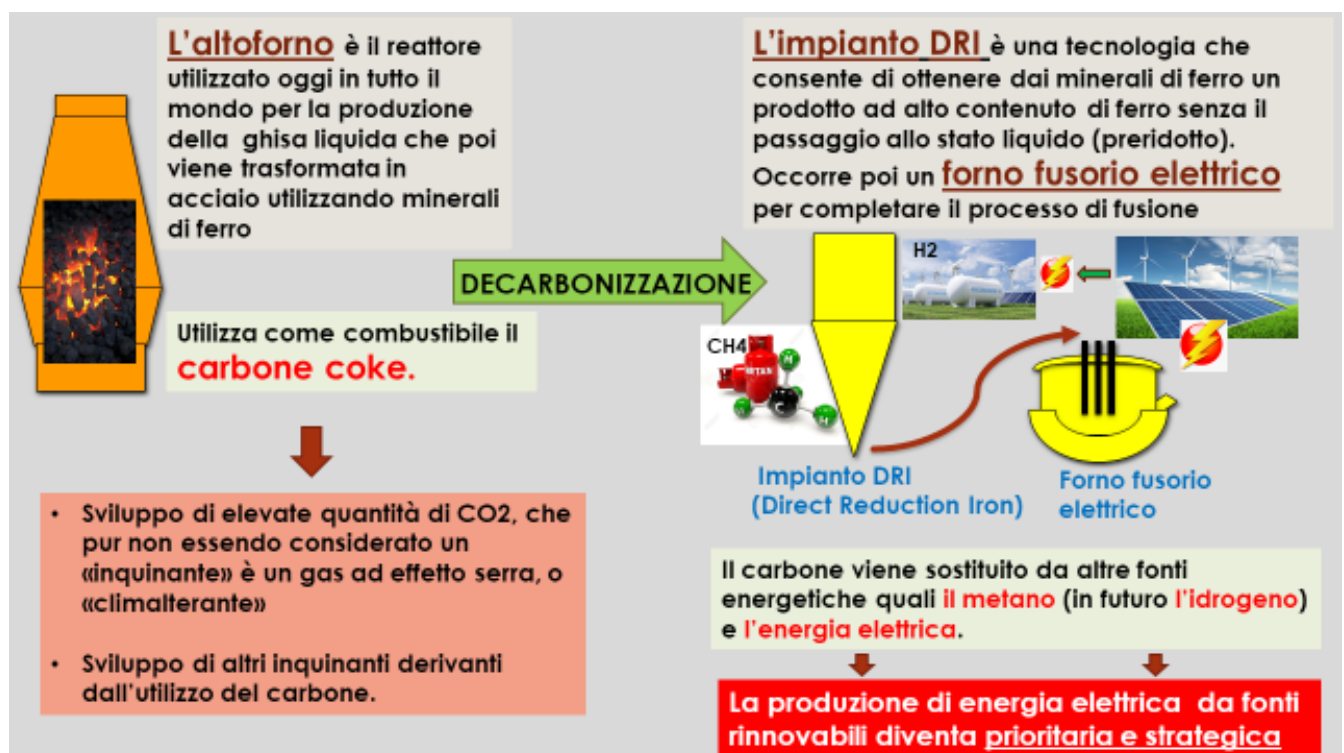 L'altoforno è il reattore
utilizzato oggi in tutto il
mondo per la produzione
della ghisa liquida che poi
viene trasformata in
acciaio utilizzando minerali
di ferro
Utilizza come combustibile il
carbone coke.
• Sviluppo di elevate quantità di CO2, che
pur non essendo considerato un
«inquinante» è un gas ad effetto serra, o
«climalterante»
• Sviluppo di altri inquinanti derivanti
dall'utilizzo del carbone.
DECARBONIZZAZIONE
L'impianto DRI è una tecnologia che
consente di ottenere dai minerali di ferro un
prodotto ad alto contenuto di ferro senza il
passaggio allo stato liquido (preridotto).
Occorre poi un forno fusorio elettrico
per completare il processo di fusione
H2
CH4
METAN
H
H
C
H
Impianto DRI
(Direct Reduction Iron)
Forno fusorio
elettrico
Il carbone viene sostituito da altre fonti
energetiche quali il metano (in futuro l'idrogeno)
e l'energia elettrica.
La produzione di energia elettrica da fonti
rinnovabili diventa prioritaria e strategica